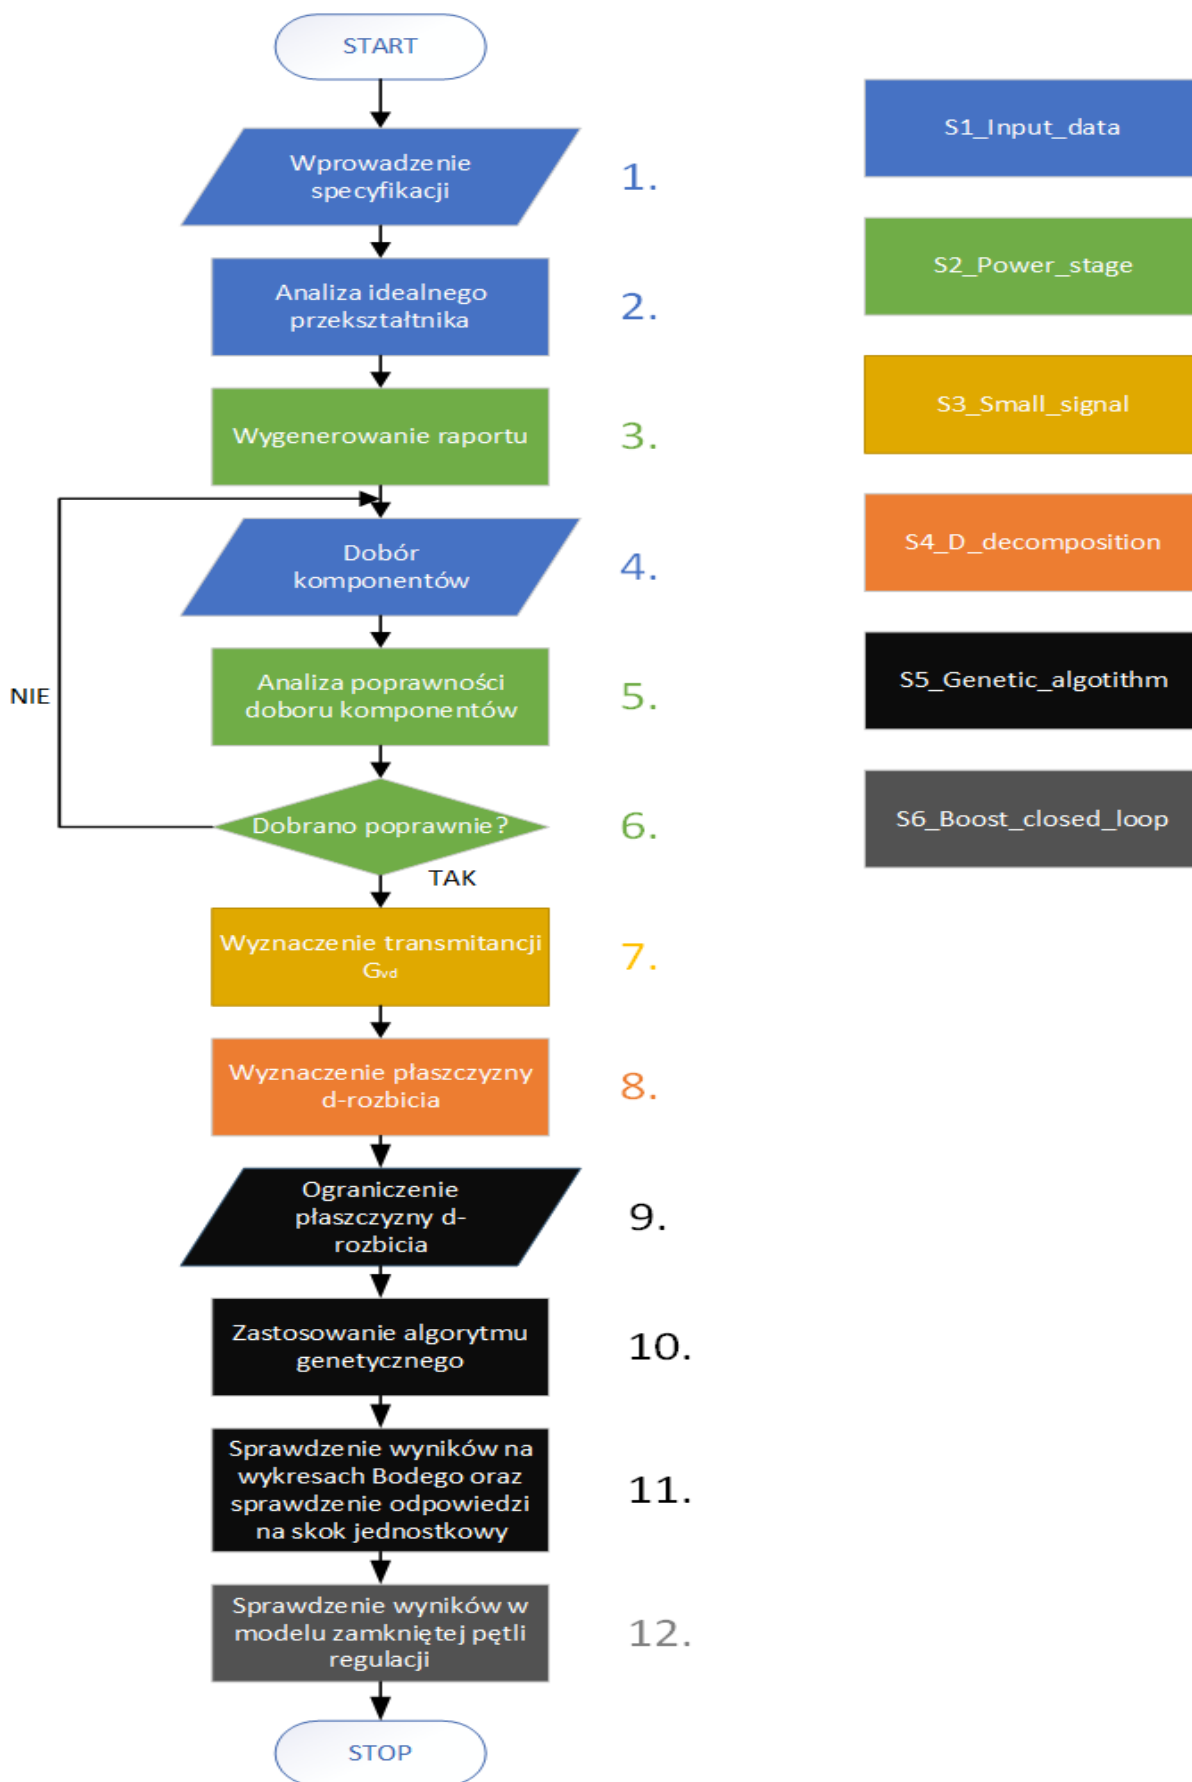 START
Wprowadzenie
specyfikacji
1.
Analiza idealnego
przekształtnika
2.
Wygenerowanie raportu
3.
Dobór
komponentów
4.
Analiza poprawności
doboru komponentów
5.
NIE
Dobrano poprawnie?
6.
TAK
Wyznaczenie transmitancji
Gvd
7.
Wyznaczenie płaszczyzny
d-rozbicia
8.
Ograniczenie
płaszczyzny d-
rozbicia
9.
Zastosowanie algorytmu
genetycznego
10.
Sprawdzenie wyników na
wykresach Bodego oraz
sprawdzenie odpowiedzi
na skok jednostkowy
11.
Sprawdzenie wyników w
modelu zamkniętej pętli
regulacji
12.
STOP
S1_Input_data
S2_Power_stage
S3_Small_signal
S4_D_decomposition
S5_Genetic_algotithm
S6_Boost_closed_loop